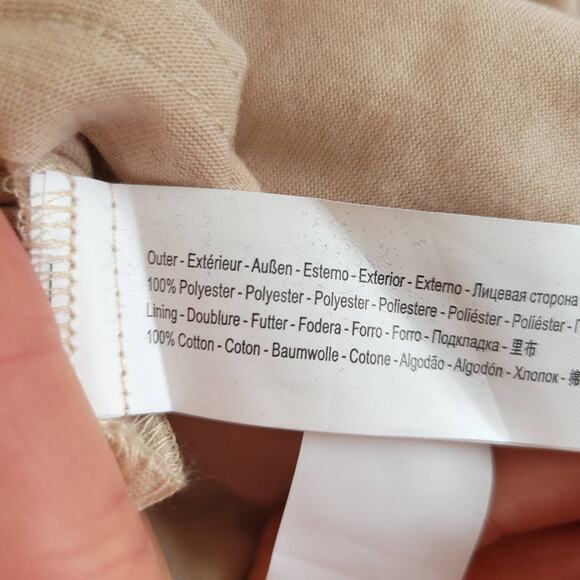 Outer - Extérieur - Außen - Esterno - Exterior - Externo - Лицевая сторона
100% Polyester - Polyester - Polyester - Poliestere - Poliéster - Poliéster -
Lining - Doublure - Futter - Fodera - Forro - Forro - Подкладка - 里布
100% Cotton - Coton - Baumwolle - Cotone - Algodão - Algodón - Хлопок - 棉